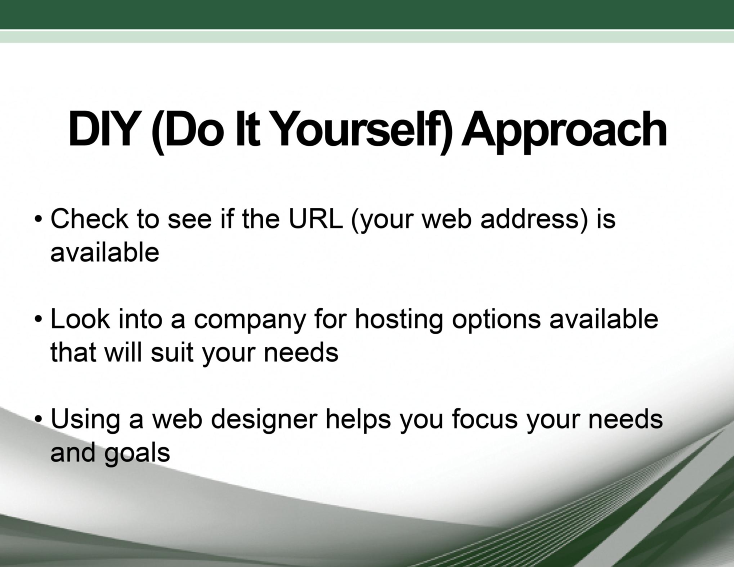 DIY (Do It Yourself) Approach
• Check to see if the URL (your web address) is
available
• Look into a company for hosting options available
that will suit your needs
• Using a web designer helps you focus your needs
and goals